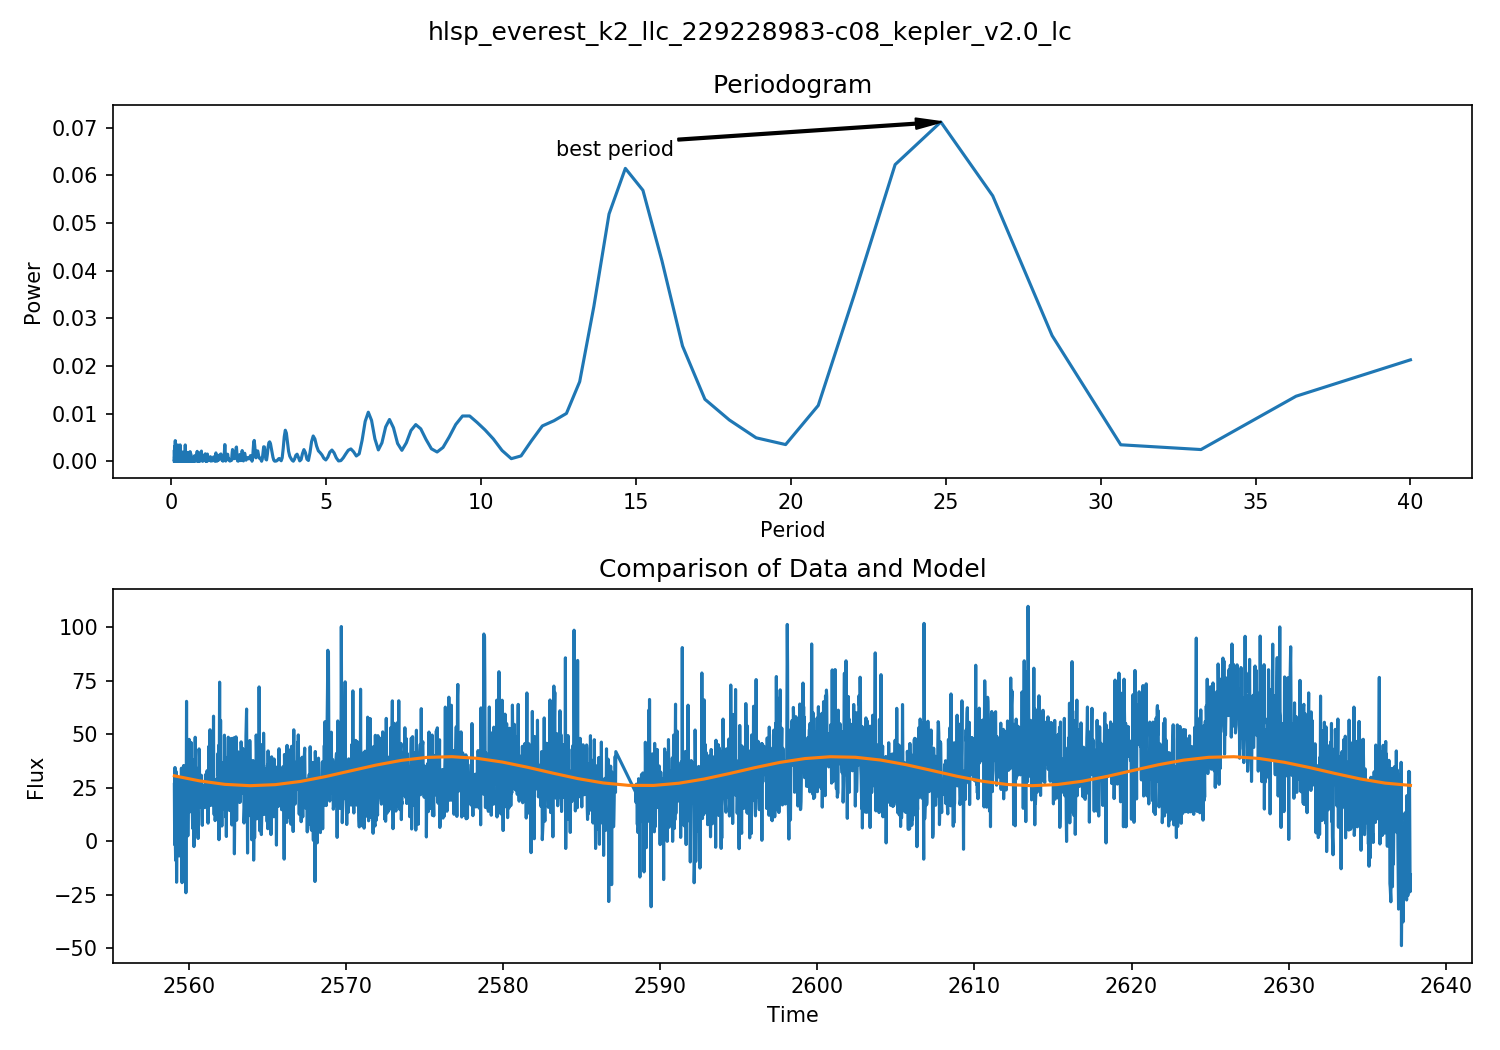 hlsp_everest_k2_llc_229228983-c08_kepler_v2.0_lc
Periodogram
Power
0.07
0.06
0.05
0.04
0.03
0.02
0.01
0.00
best period
0 5 10 15 20 25 30 35 40
Period
Comparison of Data and Model
Flux
100
75
50
25
0
−25
−50
2560 2570 2580 2590 2600 2610 2620 2630 2640
Time